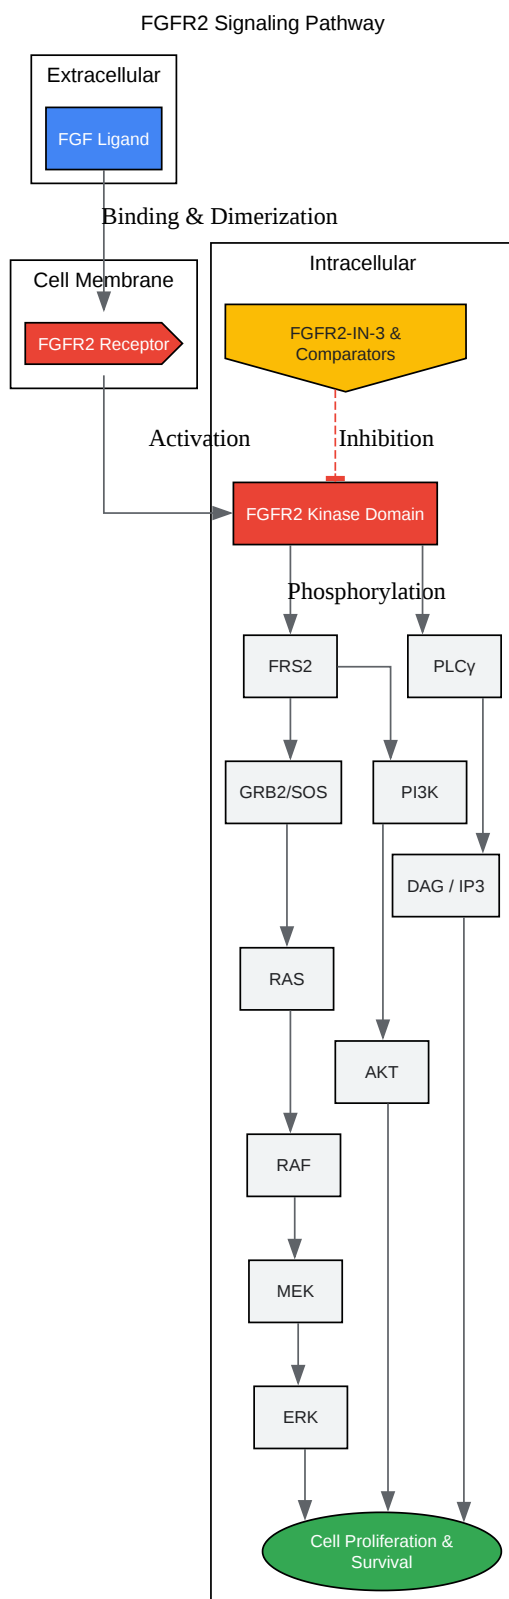 FGFR2 Signaling Pathway
Extracellular
FGF Ligand
Binding & Dimerization
Cell Membrane
FGFR2 Receptor
Intracellular
FGFR2-IN-3 &
Comparators
Activation
Inhibition
FGFR2 Kinase Domain
Phosphorylation
FRS2
PLCγ
GRB2/SOS
PI3K
DAG / IP3
RAS
AKT
RAF
MEK
ERK
Cell Proliferation &
Survival